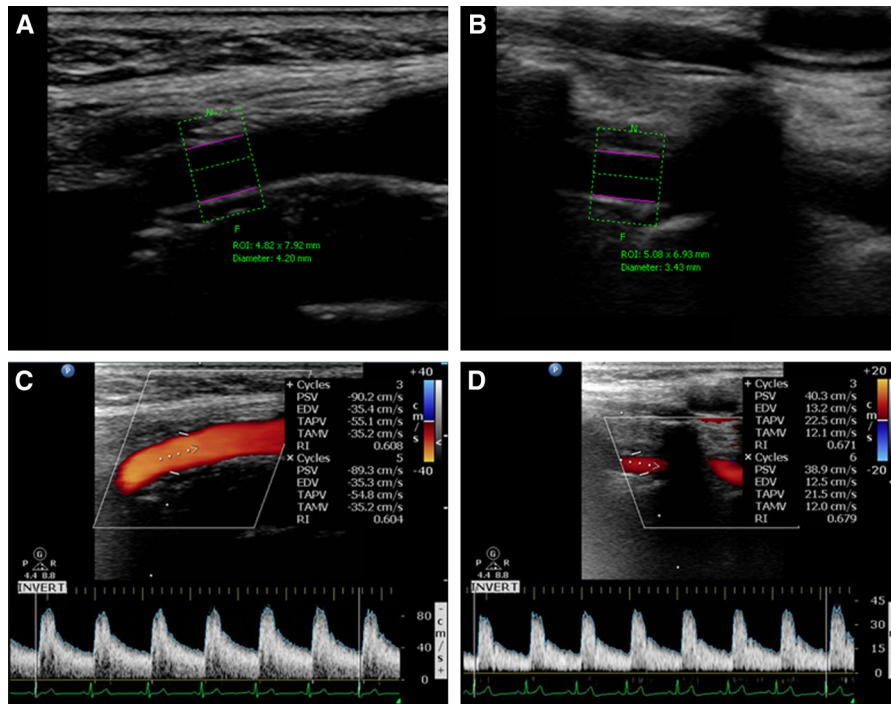 A
N
F
ROI: 4.82 x 7.92 mm
Diameter: 4.20 mm
B
N
F
ROI: 5.08 x 6.93 mm
Diameter: 3.43 mm
C
P
+ Cycles 3
PSV -90.2 cm/s
EDV -35.4 cm/s
TAPV -55.1 cm/s
TAMV -35.2 cm/s
RI 0.608
× Cycles 5
PSV -89.3 cm/s
EDV -35.3 cm/s
TAPV -54.8 cm/s
TAMV -35.2 cm/s
RI 0.604
+40
cm/s
-40
<
G
P R
4.4 8.8
INVERT
80
40
0
- cm/s +
D
P
+ Cycles 3
PSV 40.3 cm/s
EDV 13.2 cm/s
TAPV 22.5 cm/s
TAMV 12.1 cm/s
RI 0.671
× Cycles 6
PSV 38.9 cm/s
EDV 12.5 cm/s
TAPV 21.5 cm/s
TAMV 12.0 cm/s
RI 0.679
+20
cm/s
-20
G
P R
4.4 8.8
INVERT
45
30
15
0